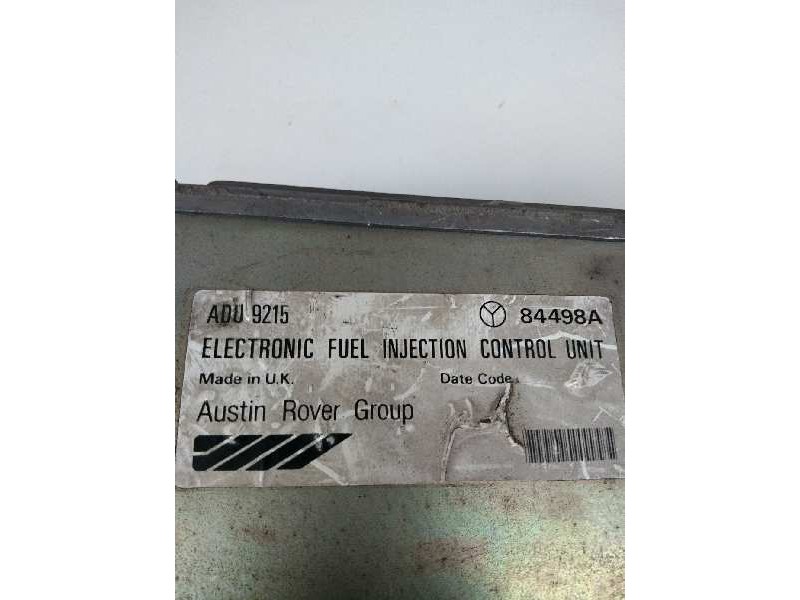 ADU 9215 84498A
ELECTRONIC FUEL INJECTION CONTROL UNIT
Made in U.K. Date Code
Austin Rover Group